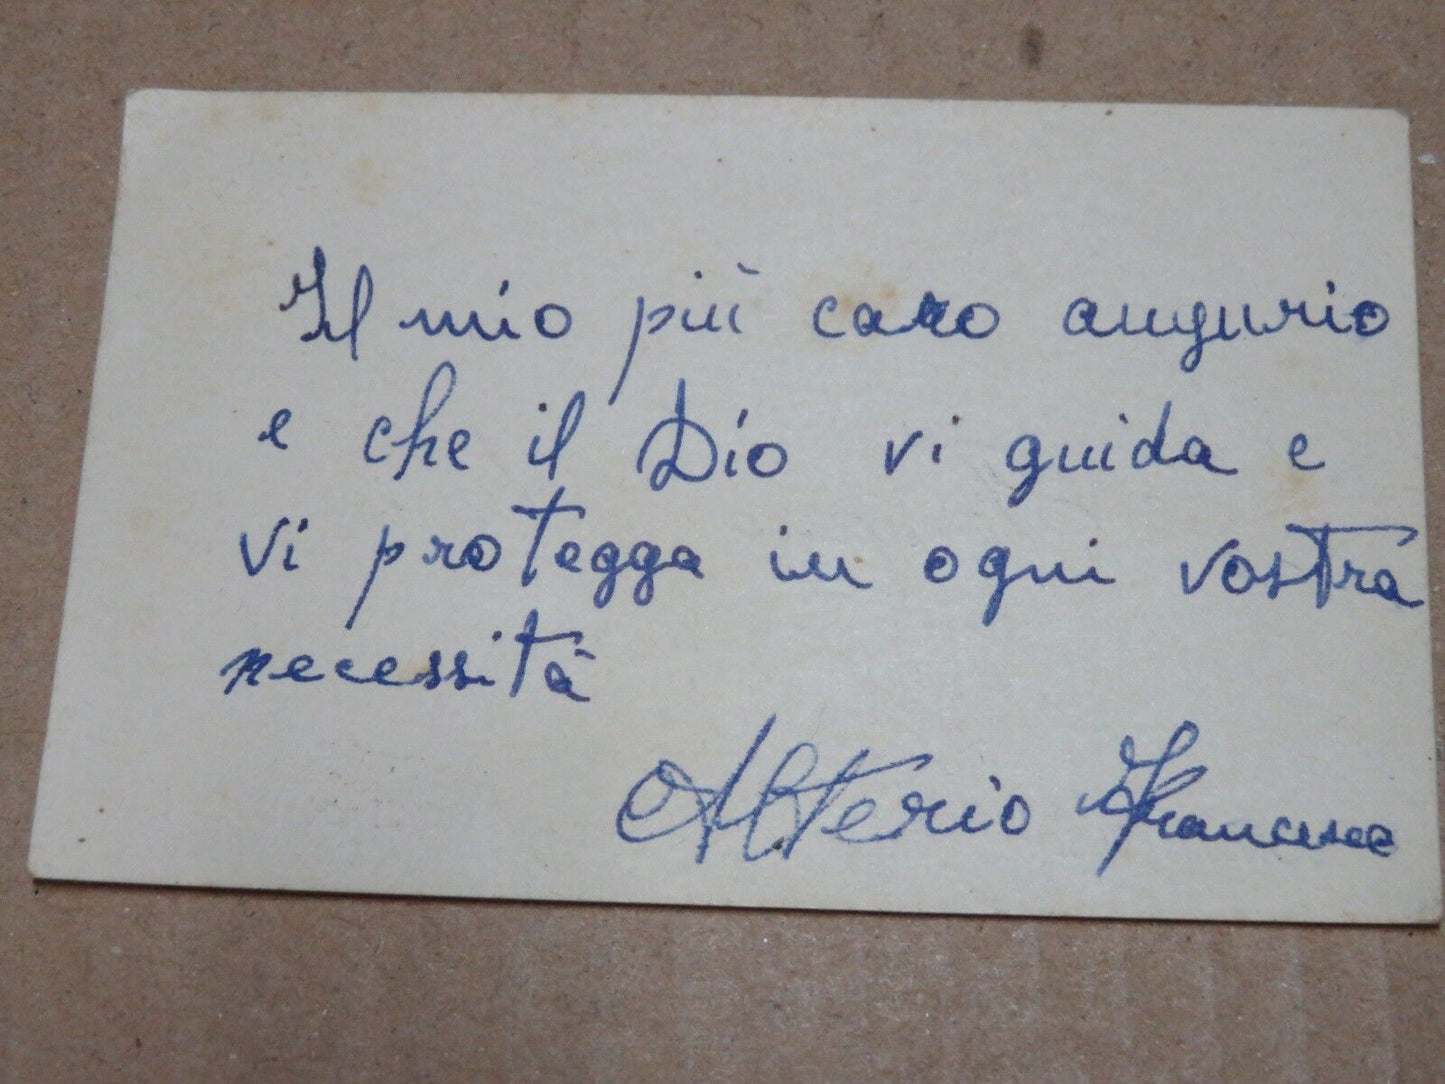 Il mio più caro augurio
e che il Dio vi guida e
vi protegga in ogni vostra
necessità
Alterio Francesco